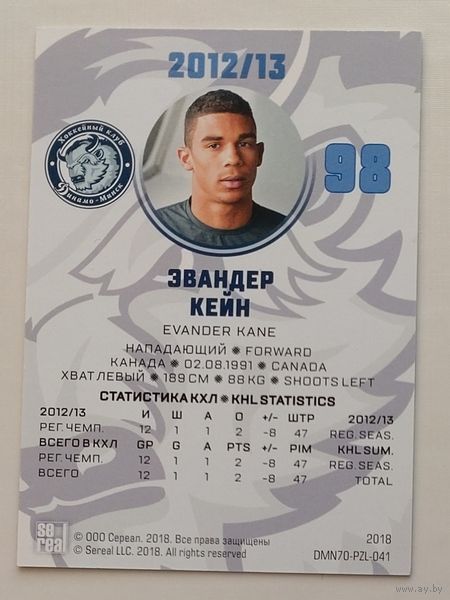 2012/13
Хоккейный клуб
Динамо-Минск
98
ЭВАНДЕР
КЕЙН
EVANDER KANE
НАПАДАЮЩИЙ ✹ FORWARD
КАНАДА ✹ 02.08.1991 ✹ CANADA
ХВАТ ЛЕВЫЙ ✹ 189 CM ✹ 88 KG ✹ SHOOTS LEFT
СТАТИСТИКА КХЛ ✹ KHL STATISTICS
2012/13 И Ш А О +/- ШТР 2012/13
РЕГ. ЧЕМП. 12 1 1 2 -8 47 REG. SEAS.
ВСЕГО В КХЛ GP G A PTS +/- PIM KHL SUM.
РЕГ. ЧЕМП. 12 1 1 2 -8 47 REG. SEAS.
ВСЕГО 12 1 1 2 -8 47 TOTAL
se real
© ООО Сереал. 2018. Все права защищены
© Sereal LLC. 2018. All rights reserved
2018
DMN70-PZL-041
www.ay.by